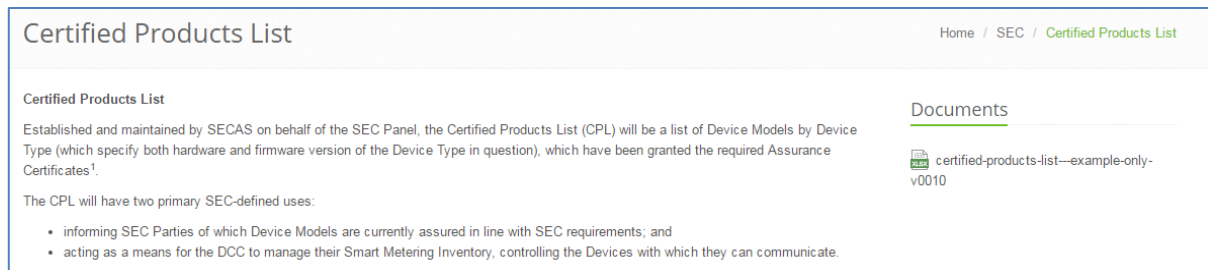 Certified Products List
Home / SEC / Certified Products List
Certified Products List
Established and maintained by SECAS on behalf of the SEC Panel, the Certified Products List (CPL) will be a list of Device Models by Device
Type (which specify both hardware and firmware version of the Device Type in question), which have been granted the required Assurance
Certificates¹.
The CPL will have two primary SEC-defined uses:
• informing SEC Parties of which Device Models are currently assured in line with SEC requirements; and
• acting as a means for the DCC to manage their Smart Metering Inventory, controlling the Devices with which they can communicate.
Documents
XLSX certified-products-list---example-only-
v0010